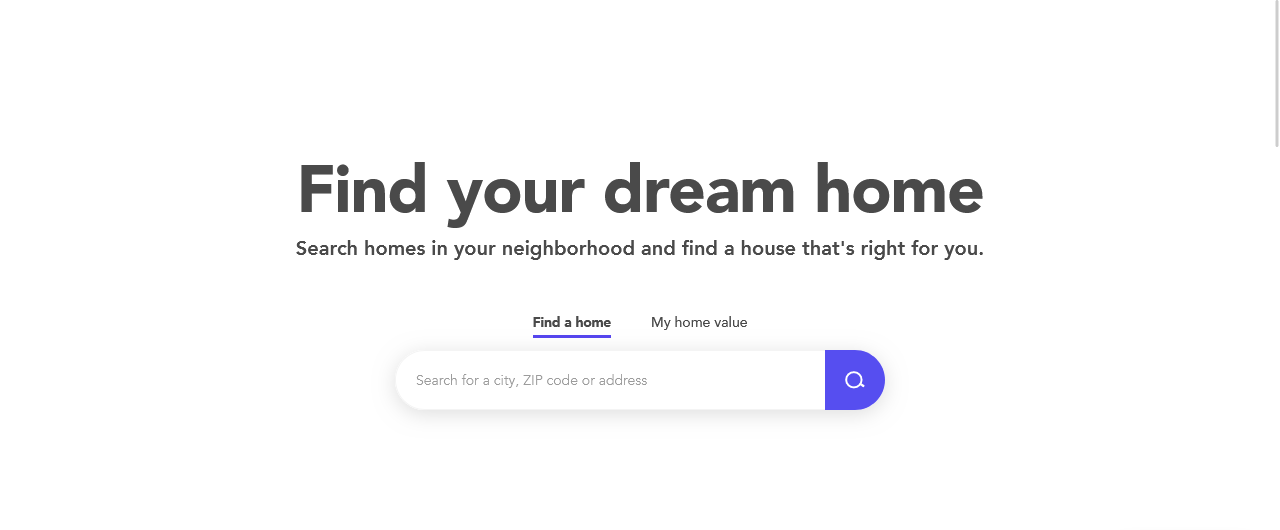 Find your dream home
Search homes in your neighborhood and find a house that's right for you.
Find a home
My home value
Search for a city, ZIP code or address